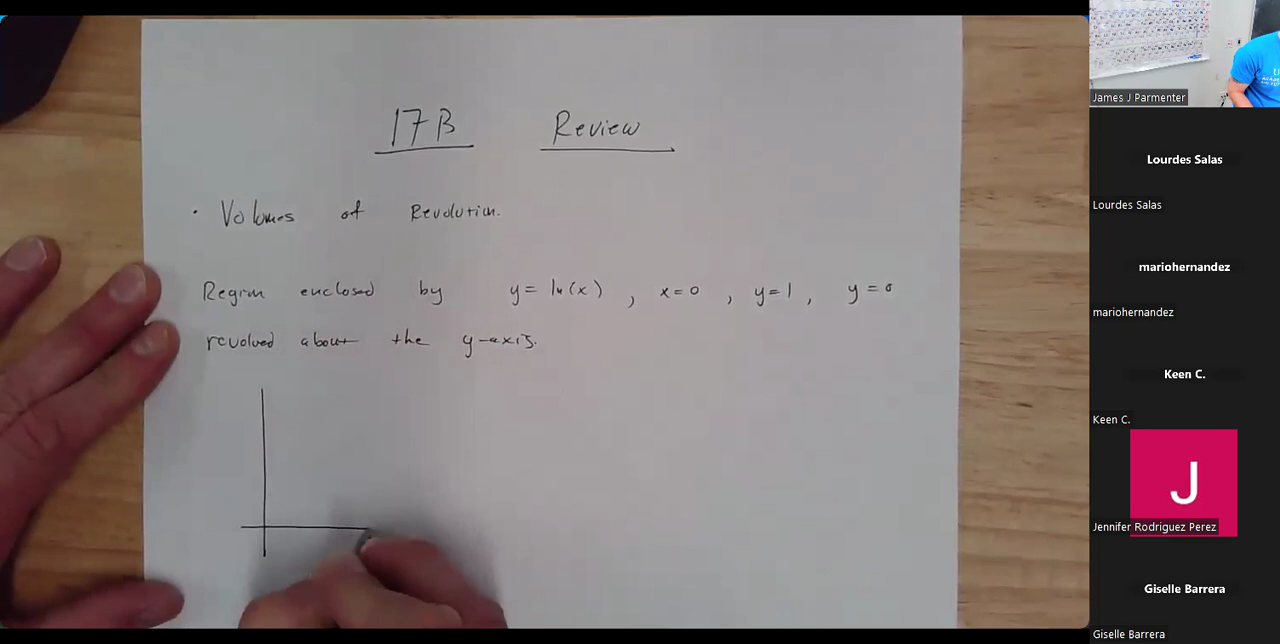 17B Review
• Volumes of Revolution.
Region enclosed by y = ln(x) , x=0 , y=1 , y=0
revolved about the y-axis.
James J Parmenter
Lourdes Salas
Lourdes Salas
mariohernandez
mariohernandez
Keen C.
Keen C.
J
Jennifer Rodriguez Perez
Giselle Barrera
Giselle Barrera